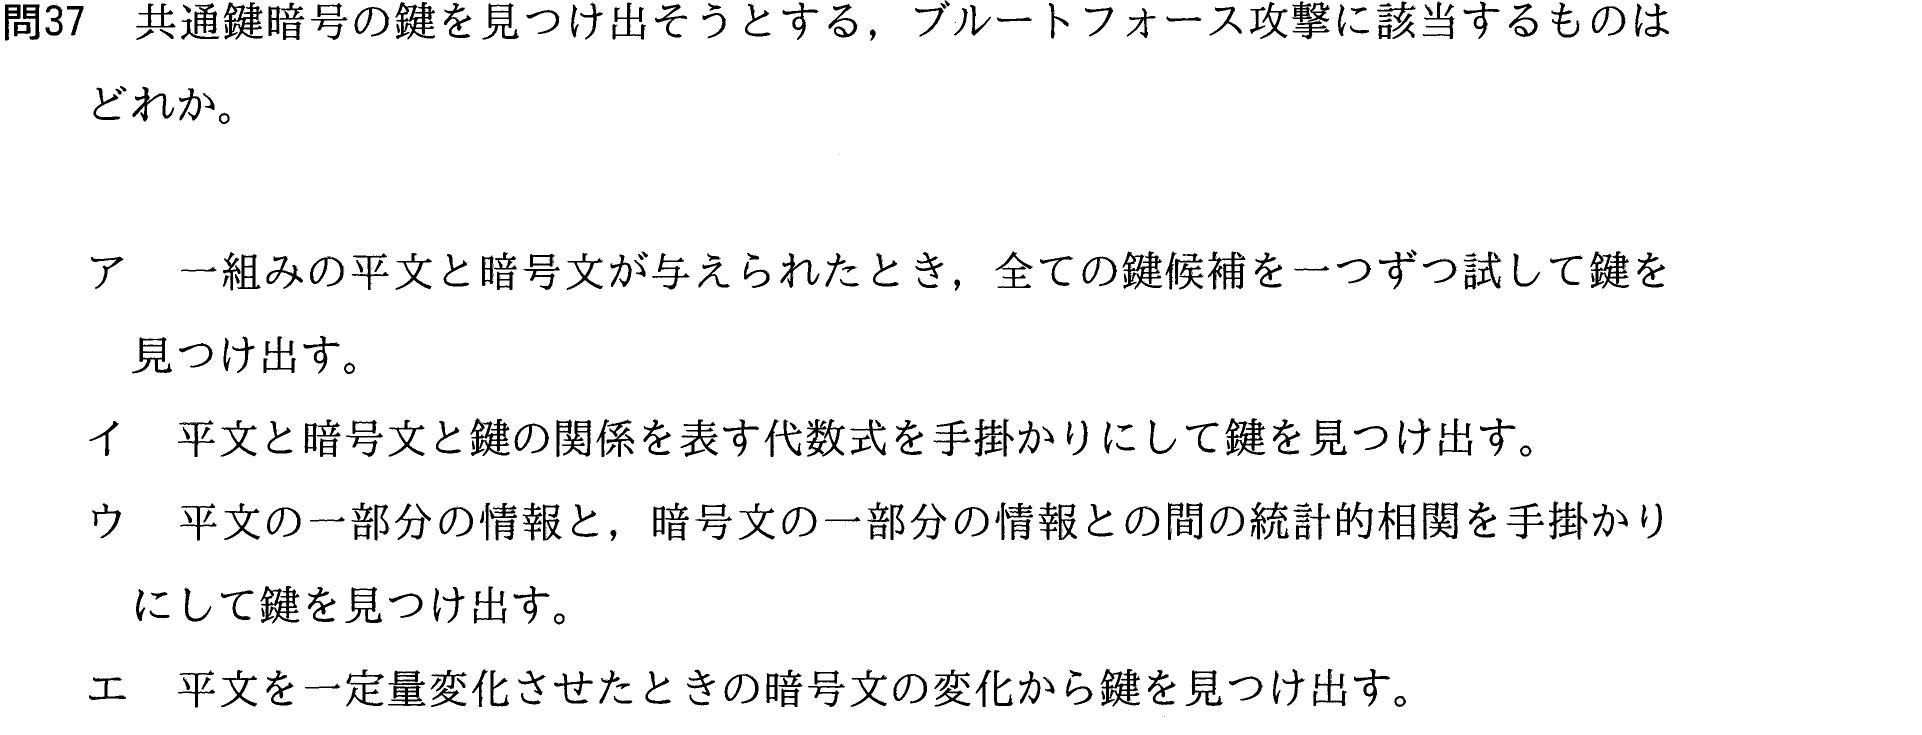 問37 共通鍵暗号の鍵を見つけ出そうとする，ブルートフォース攻撃に該当するものは
どれか。
ア 一組みの平文と暗号文が与えられたとき，全ての鍵候補を一つずつ試して鍵を
見つけ出す。
イ 平文と暗号文と鍵の関係を表す代数式を手掛かりにして鍵を見つけ出す。
ウ 平文の一部分の情報と，暗号文の一部分の情報との間の統計的相関を手掛かり
にして鍵を見つけ出す。
エ 平文を一定量変化させたときの暗号文の変化から鍵を見つけ出す。